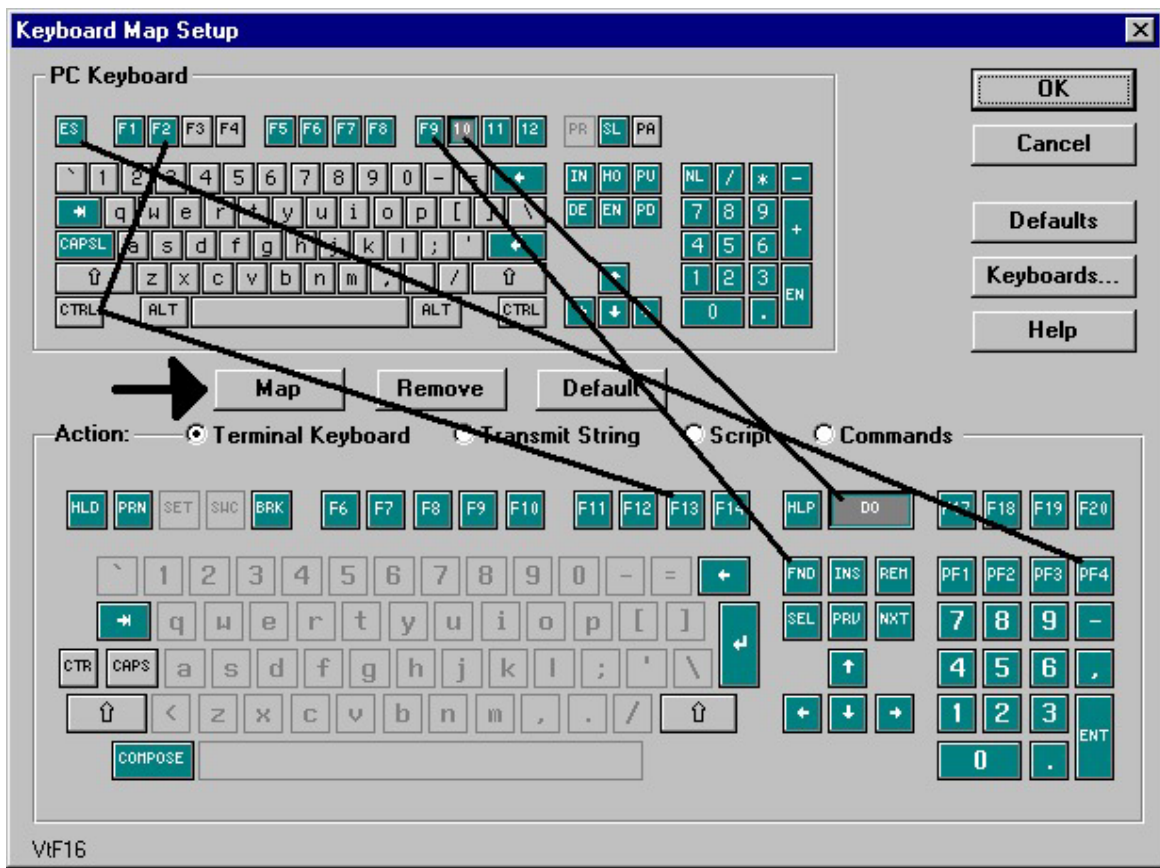 Keyboard Map Setup
PC Keyboard
OK
ES F1 F2 F3 F4 F5 F6 F7 F8 F9 10 11 12 PR SL PA
Cancel
` 1 2 3 4 5 6 7 8 9 0 - = IN HO PU NL / * -
q w e r t y u i o p [ ] \ DE EN PD 7 8 9 +
Defaults
CAPSL a s d f g h j k l ; ' 4 5 6
z x c v b n m , . / 1 2 3 EN
Keyboards...
CTRL ALT ALT CTRL 0 .
Help
Map Remove Default
Action: Terminal Keyboard Transmit String Script Commands
HLD PRN SET SWC BRK F6 F7 F8 F9 F10 F11 F12 F13 F14 HLP DO F17 F18 F19 F20
` 1 2 3 4 5 6 7 8 9 0 - = FND INS REM PF1 PF2 PF3 PF4
q w e r t y u i o p [ ] SEL PRV NXT 7 8 9 -
CTR CAPS a s d f g h j k l ; ' \ 4 5 6 ,
< z x c v b n m , . / 1 2 3 ENT
COMPOSE 0 .
VtF16